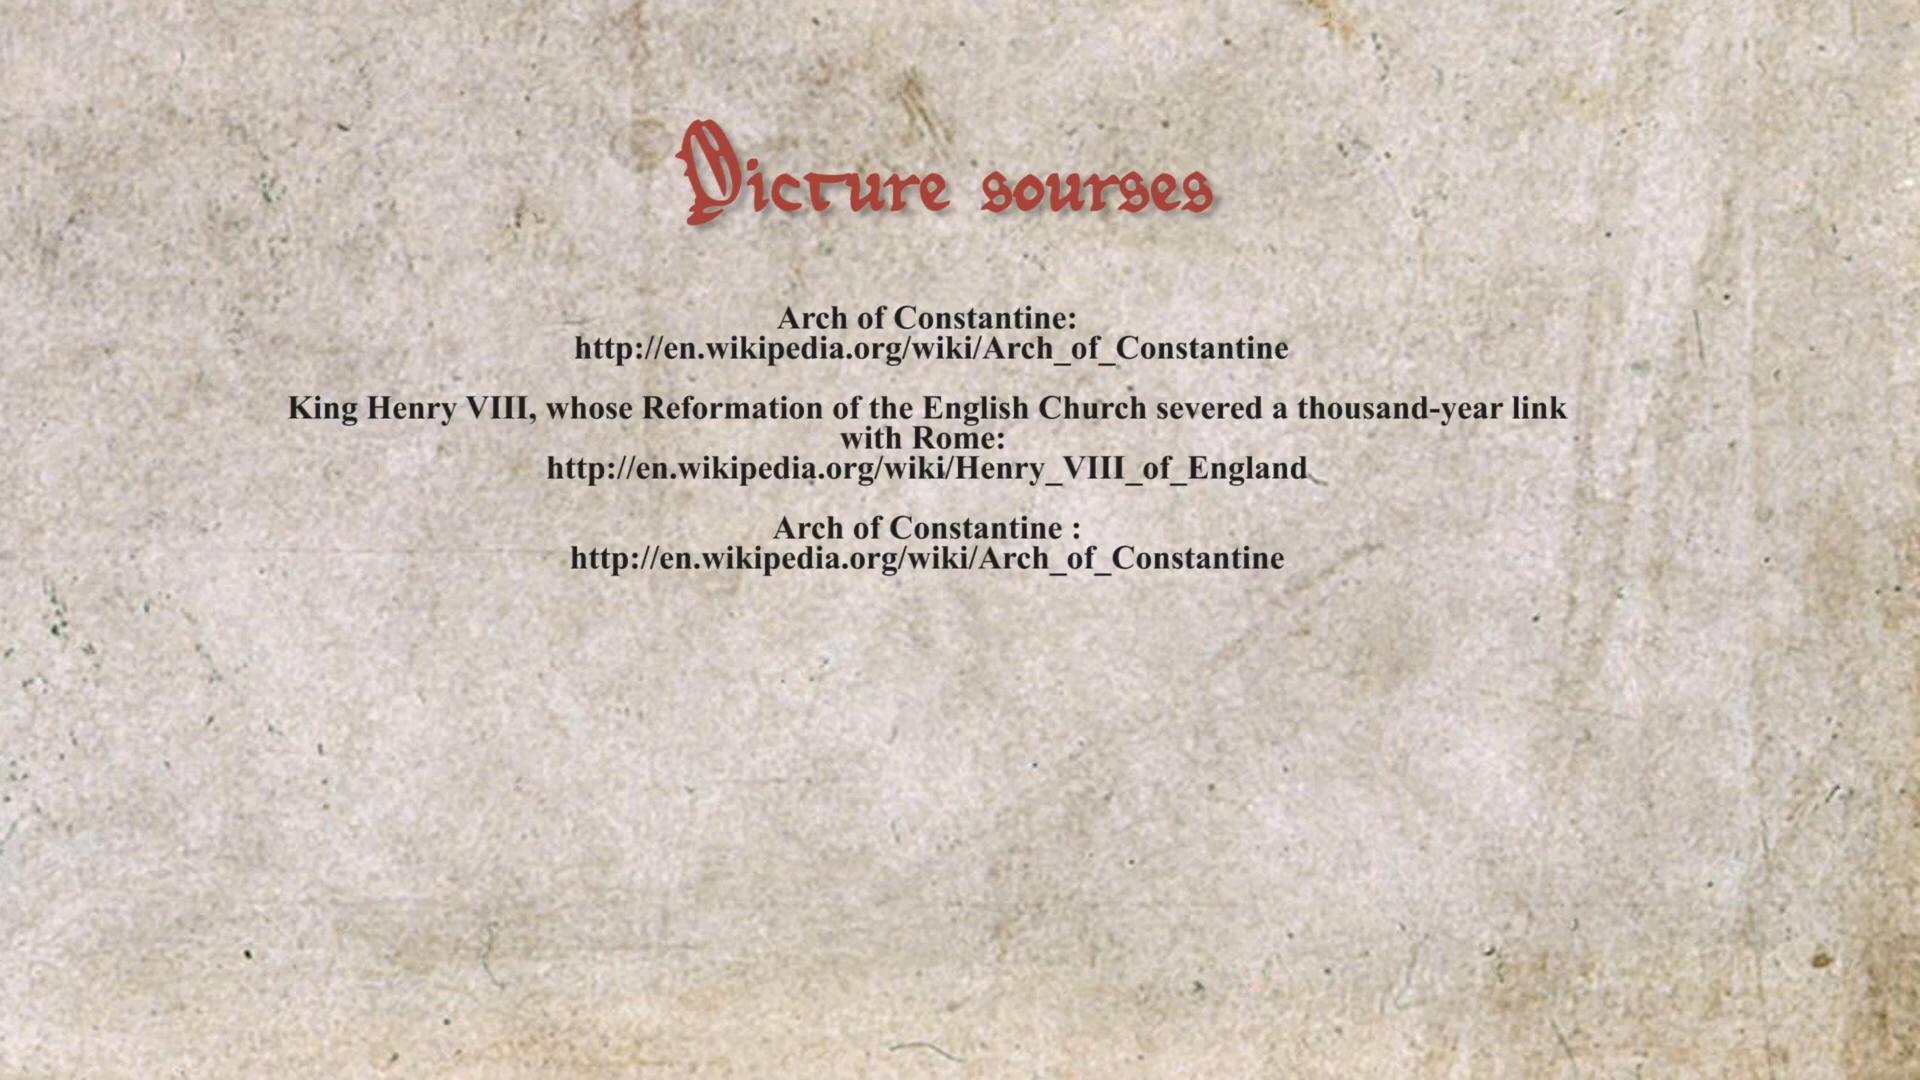 Picture sourses
Arch of Constantine:
http://en.wikipedia.org/wiki/Arch_of_Constantine
King Henry VIII, whose Reformation of the English Church severed a thousand-year link
with Rome:
http://en.wikipedia.org/wiki/Henry_VIII_of_England
Arch of Constantine :
http://en.wikipedia.org/wiki/Arch_of_Constantine